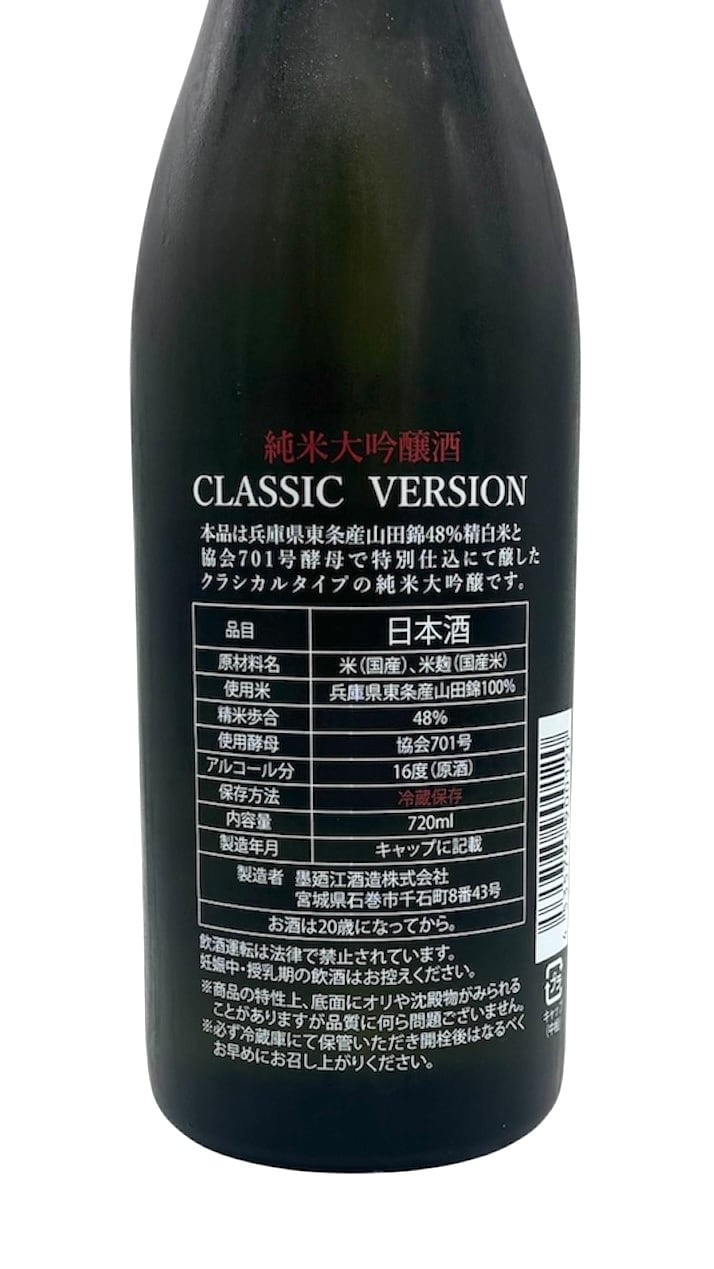 純米大吟醸酒
CLASSIC VERSION
本品は兵庫県東条産山田錦48%精白米と
協会701号酵母で特別仕込にて醸した
クラシカルタイプの純米大吟醸です。
品目 日本酒
原材料名 米(国産)、米麹(国産米)
使用米 兵庫県東条産山田錦100%
精米歩合 48%
使用酵母 協会701号
アルコール分 16度(原酒)
保存方法 冷蔵保存
内容量 720ml
製造年月 キャップに記載
製造者 墨廼江酒造株式会社
宮城県石巻市千石町8番43号
お酒は20歳になってから。
飲酒運転は法律で禁止されています。
妊娠中・授乳期の飲酒はお控えください。
※商品の特性上、底面にオリや沈殿物がみられる
ことがありますが品質に何ら問題ございません。
※必ず冷蔵庫にて保管いただき開栓後はなるべく
お早めにお召し上がりください。